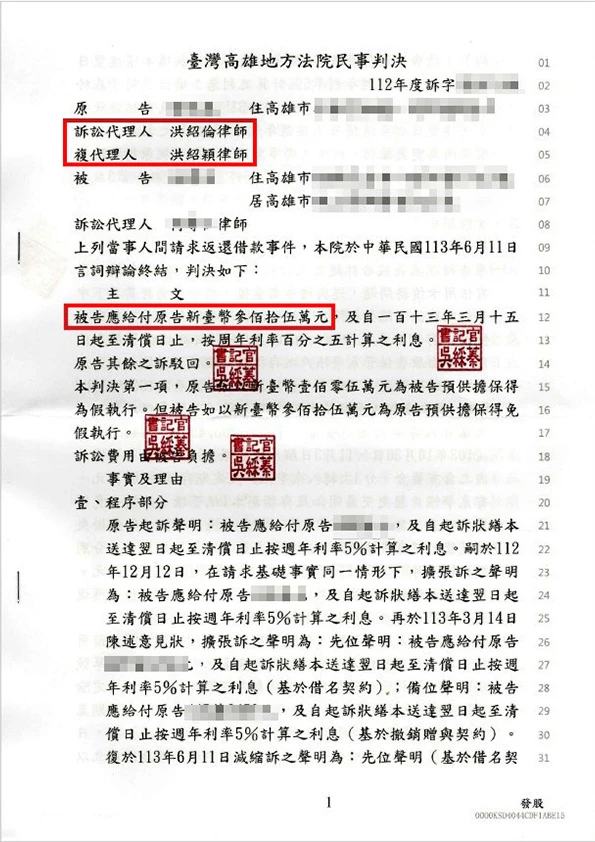 臺灣高雄地方法院民事判決 01
112年度訴字 02
原 告 住高雄市 03
訴訟代理人 洪紹倫律師 04
複代理人 洪紹穎律師 05
被 告 住高雄市 06
居高雄市 07
訴訟代理人 律師 08
上列當事人間請求返還借款事件，本院於中華民國113年6月11日 09
言詞辯論終結，判決如下： 10
主 文 11
被告應給付原告新臺幣參佰拾伍萬元，及自一百十三年三月十五 12
日起至清償日止，按周年利率百分之五計算之利息。 13
原告其餘之訴駁回。 14
本判決第一項，原告以新臺幣壹佰零伍萬元為被告預供擔保得 15
為假執行。但被告如以新臺幣參佰拾伍萬元為原告預供擔保得免 16
假執行。 17
訴訟費用由被告負擔。 18
書記官
吳綵蓁
書記官
吳綵蓁
書記官
吳綵蓁
書記官
吳綵蓁
事實及理由 19
壹、程序部分 20
原告起訴聲明：被告應給付原告，及自起訴狀繕本 21
送達翌日起至清償日止按週年利率5%計算之利息。嗣於112 22
年12月12日，在請求基礎事實同一情形下，擴張訴之聲明 23
為：被告應給付原告，及自起訴狀繕本送達翌日起 24
至清償日止按週年利率5%計算之利息。再於113年3月14日 25
陳述意見狀，擴張訴之聲明為：先位聲明：被告應給付原告 26
元，及自起訴狀繕本送達翌日起至清償日止按週 27
年利率5%計算之利息（基於借名契約）；備位聲明：被告 28
應給付原告，及自起訴狀繕本送達翌日起至清 29
償日止按週年利率5%計算之利息（基於撤銷贈與契約）。 30
復於113年6月11日減縮訴之聲明為：先位聲明（基於借名契 31
1
發股
0000KSD4044CDF1ABE15